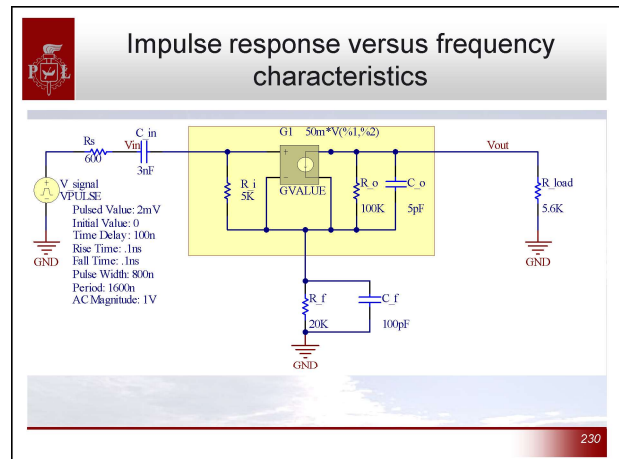 Impulse response versus frequency
characteristics
P Ł
Rs
600
Vin
C_in
3nF
G1 50m*V(%1,%2)
GVALUE
R_i
5K
R_o
100K
C_o
5pF
Vout
R_load
5.6K
GND
V_signal
VPULSE
Pulsed Value: 2mV
Initial Value: 0
Time Delay: 100n
Rise Time: .1ns
Fall Time: .1ns
Pulse Width: 800n
Period: 1600n
AC Magnitude: 1V
GND
R_f
20K
C_f
100pF
GND
230